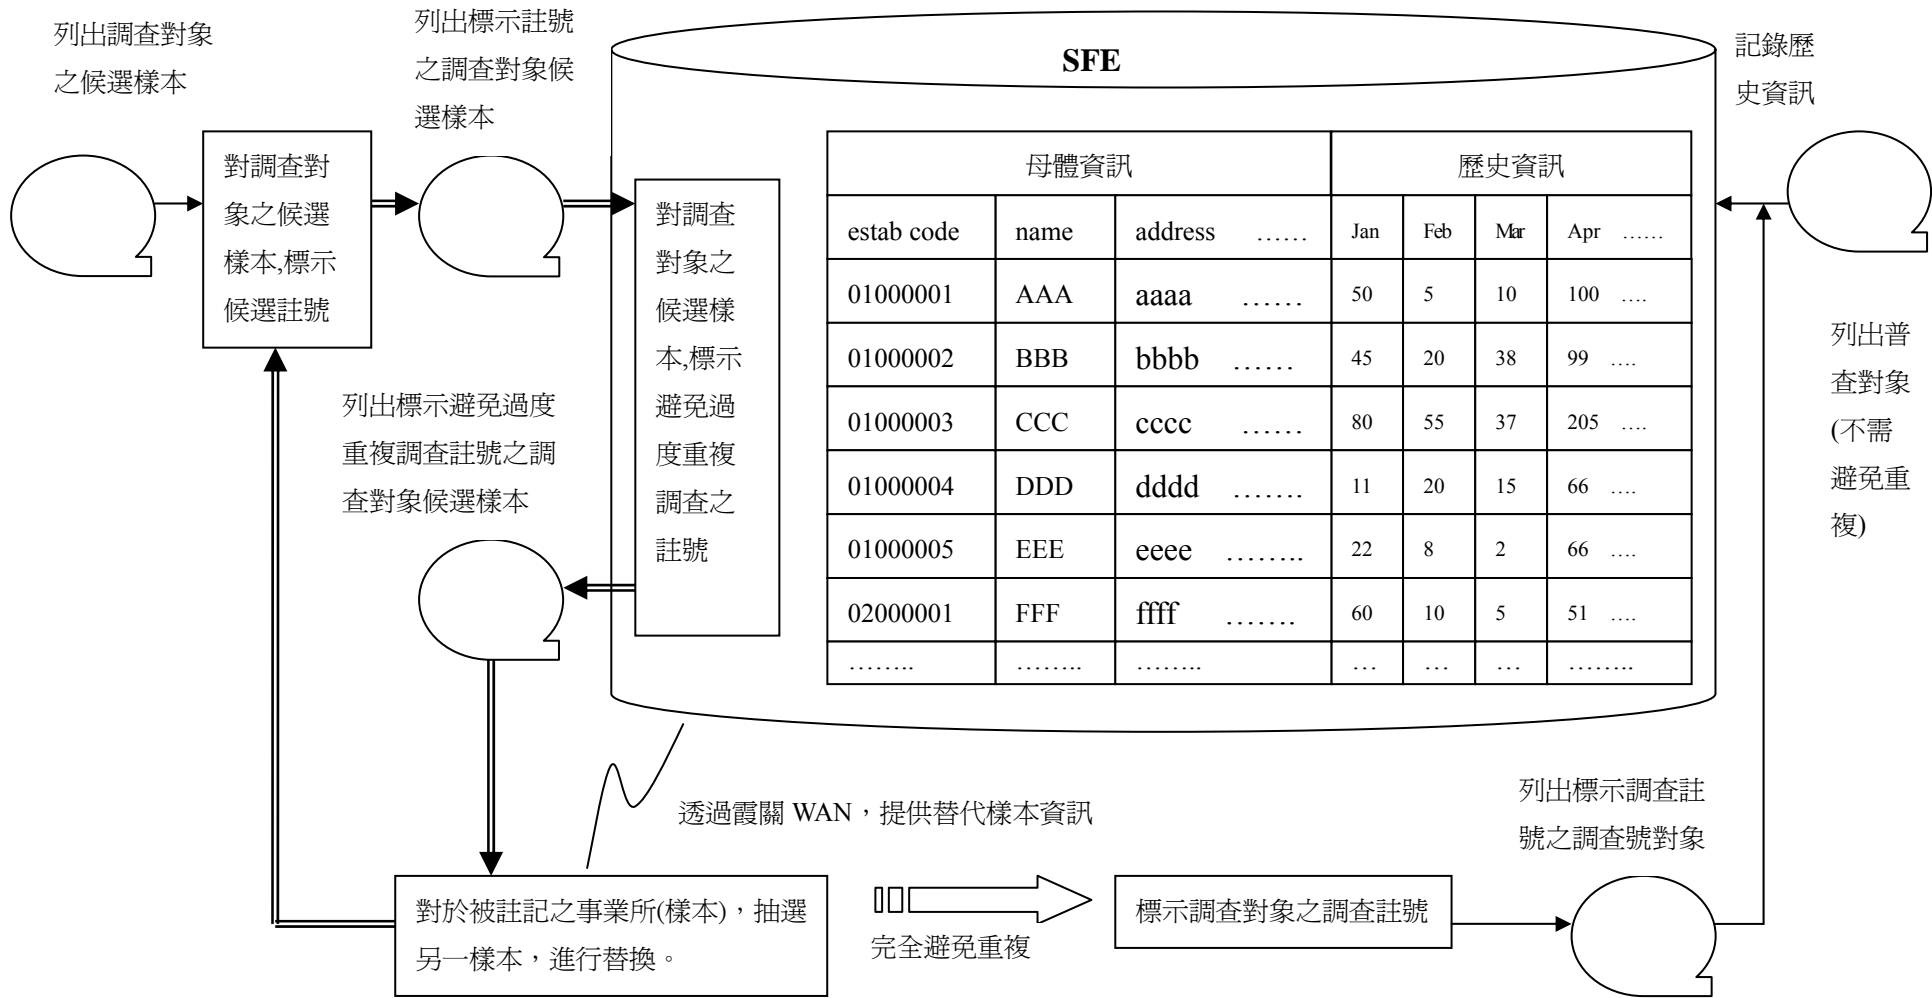 列出調查對象
之候選樣本
列出標示註號
之調查對象候
選樣本
SFE
記錄歷
史資訊
對調查對
象之候選
樣本,標示
候選註號
對調查
對象之
候選樣
本,標示
避免過
度重複
調查之
註號
母體資訊 歷史資訊
estab code name address …… Jan Feb Mar Apr ……
01000001 AAA aaaa …… 50 5 10 100 ….
01000002 BBB bbbb …… 45 20 38 99 ….
01000003 CCC cccc …… 80 55 37 205 ….
01000004 DDD dddd ……. 11 20 15 66 ….
01000005 EEE eeee …….. 22 8 2 66 ….
02000001 FFF ffff ……. 60 10 5 51 ….
…….. …….. …….. … … … ……..
列出普
查對象
(不需
避免重
複)
列出標示避免過度
重複調查註號之調
查對象候選樣本
透過霞關 WAN，提供替代樣本資訊
列出標示調查註
號之調查號對象
對於被註記之事業所(樣本)，抽選
另一樣本，進行替換。
完全避免重複
標示調查對象之調查註號